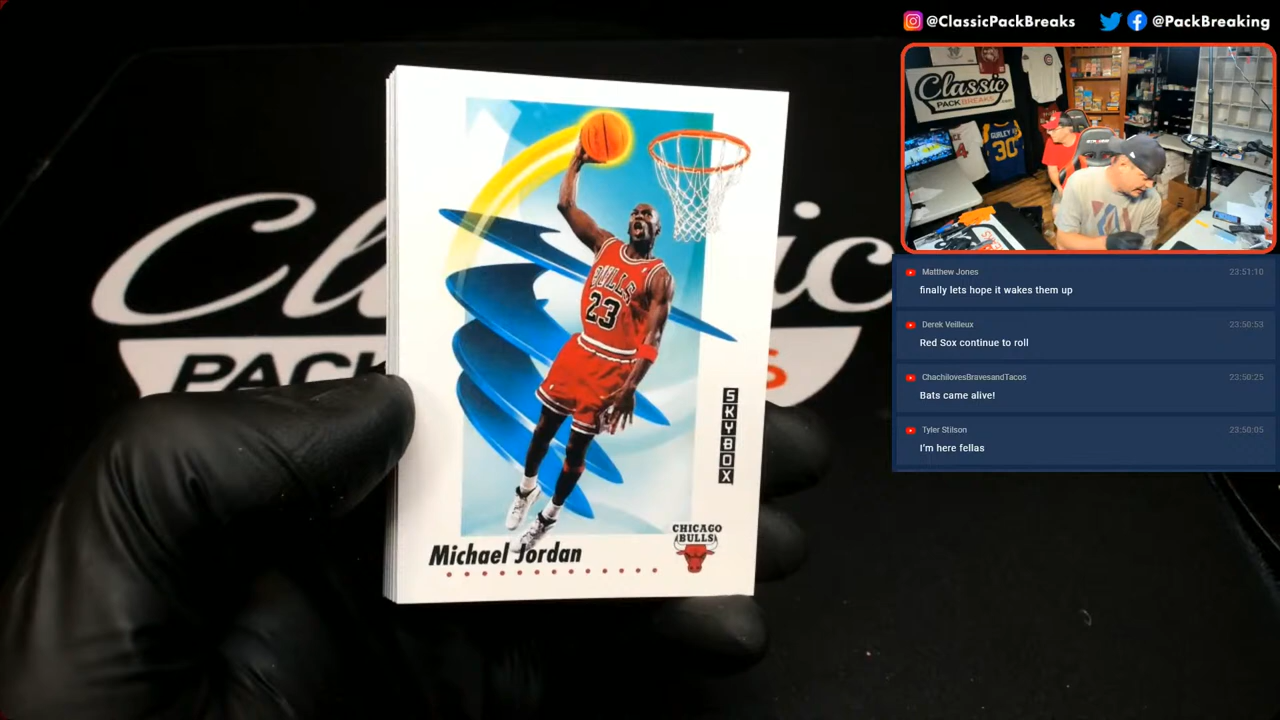 @ClassicPackBreaks @PackBreaking
Classic
PACK BREAKS
GURLEY
30
BULLS
23
SKYBOX
Michael Jordan
CHICAGO
BULLS
Matthew Jones 23:51:10
finally lets hope it wakes them up
Derek Veilleux 23:50:53
Red Sox continue to roll
ChachilovesBravesandTacos 23:50:25
Bats came alive!
Tyler Stilson 23:50:05
I'm here fellas